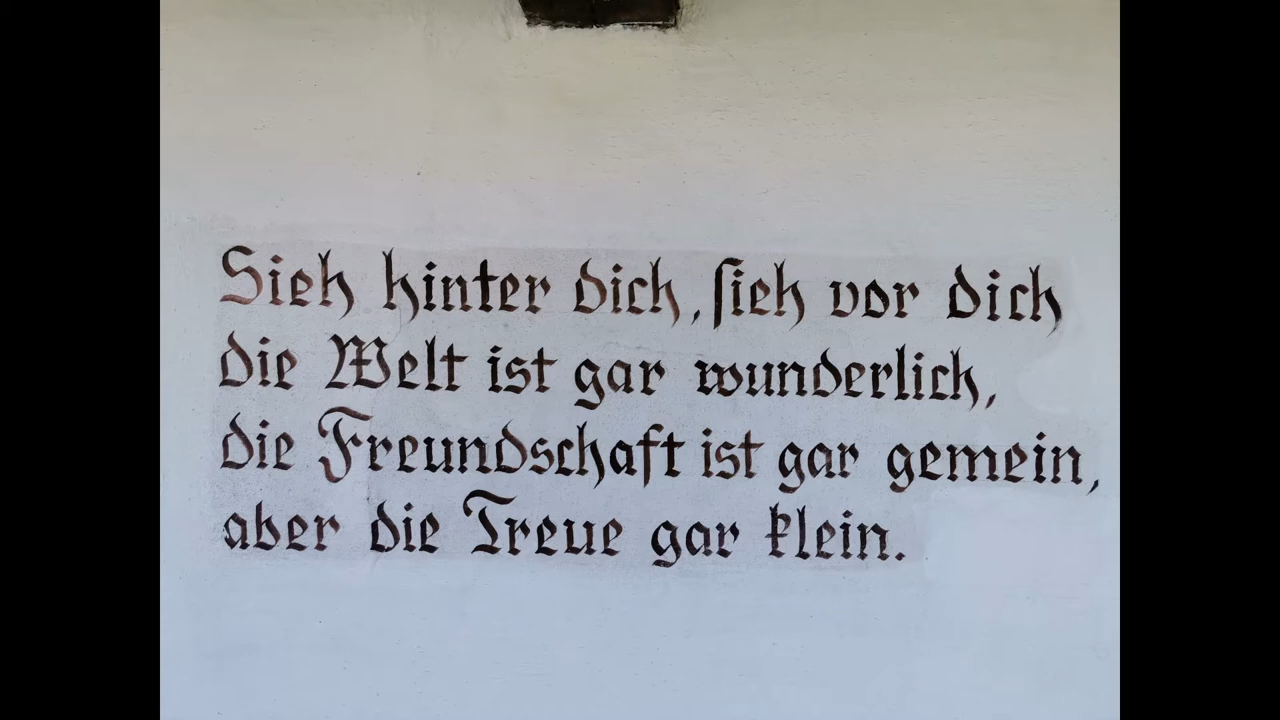 Sieh hinter dich, ſieh vor dich
die Welt ist gar wunderlich,
die Freundschaft ist gar gemein,
aber die Treue gar klein.